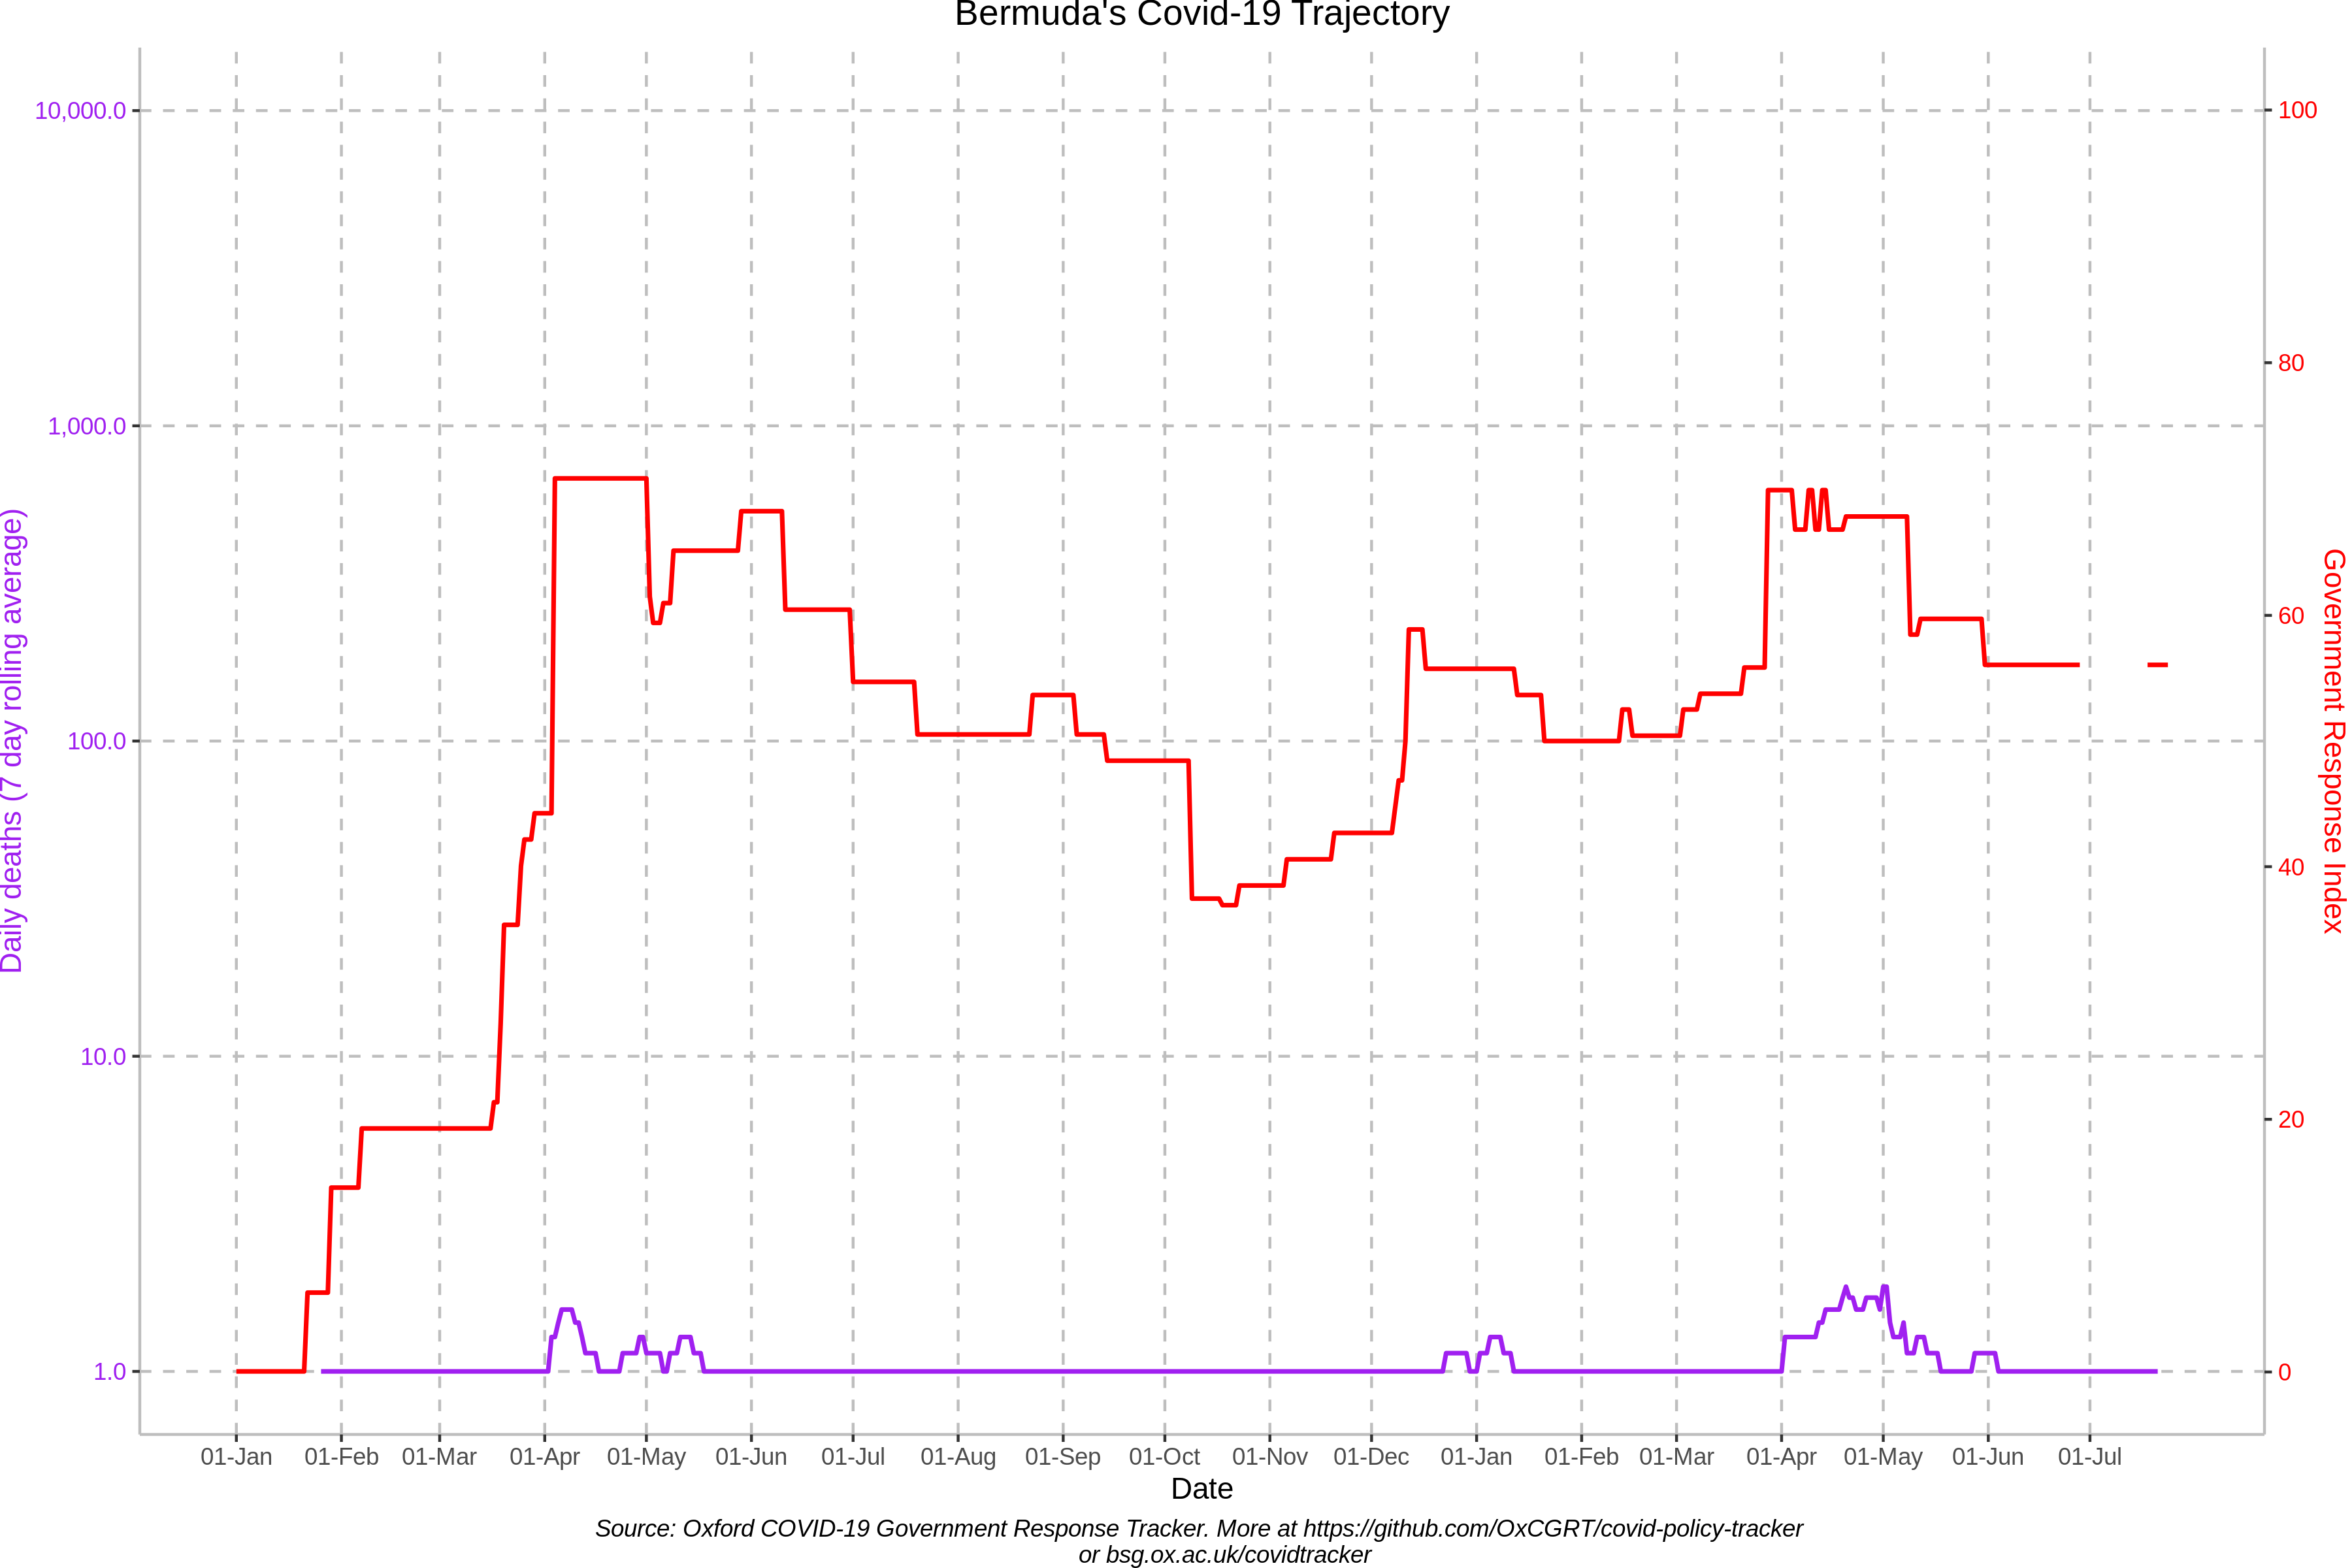 Bermuda's Covid-19 Trajectory
10,000.0
1,000.0
100.0
10.0
1.0
Daily deaths (7 day rolling average)
100
80
60
40
20
0
Government Response Index
01-Jan 01-Feb 01-Mar 01-Apr 01-May 01-Jun 01-Jul 01-Aug 01-Sep 01-Oct 01-Nov 01-Dec 01-Jan 01-Feb 01-Mar 01-Apr 01-May 01-Jun 01-Jul
Date
Source: Oxford COVID-19 Government Response Tracker. More at https://github.com/OxCGRT/covid-policy-tracker
or bsg.ox.ac.uk/covidtracker